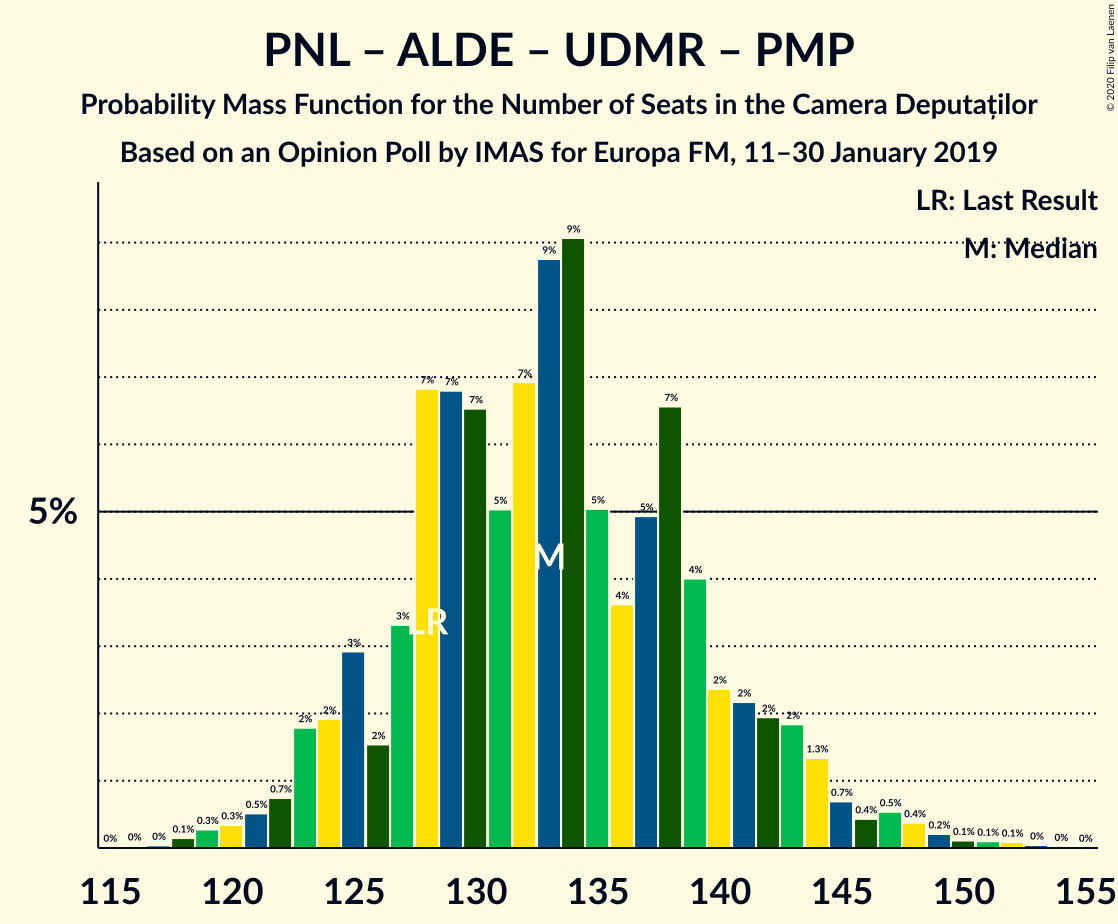 PNL – ALDE – UDMR – PMP
Probability Mass Function for the Number of Seats in the Camera Deputaților
Based on an Opinion Poll by IMAS for Europa FM, 11–30 January 2019
© 2020 Filip van Laenen
LR: Last Result
M: Median
5%
0% 0% 0% 0.1% 0.3% 0.3% 0.5% 0.7% 2% 2% 3% 2% 3% 7% 7% 7% 5% 7% 9% 9% 5% 4% 5% 7% 4% 2% 2% 2% 2% 1.3% 0.7% 0.4% 0.5% 0.4% 0.2% 0.1% 0.1% 0.1% 0% 0% 0%
M
LR
115 120 125 130 135 140 145 150 155